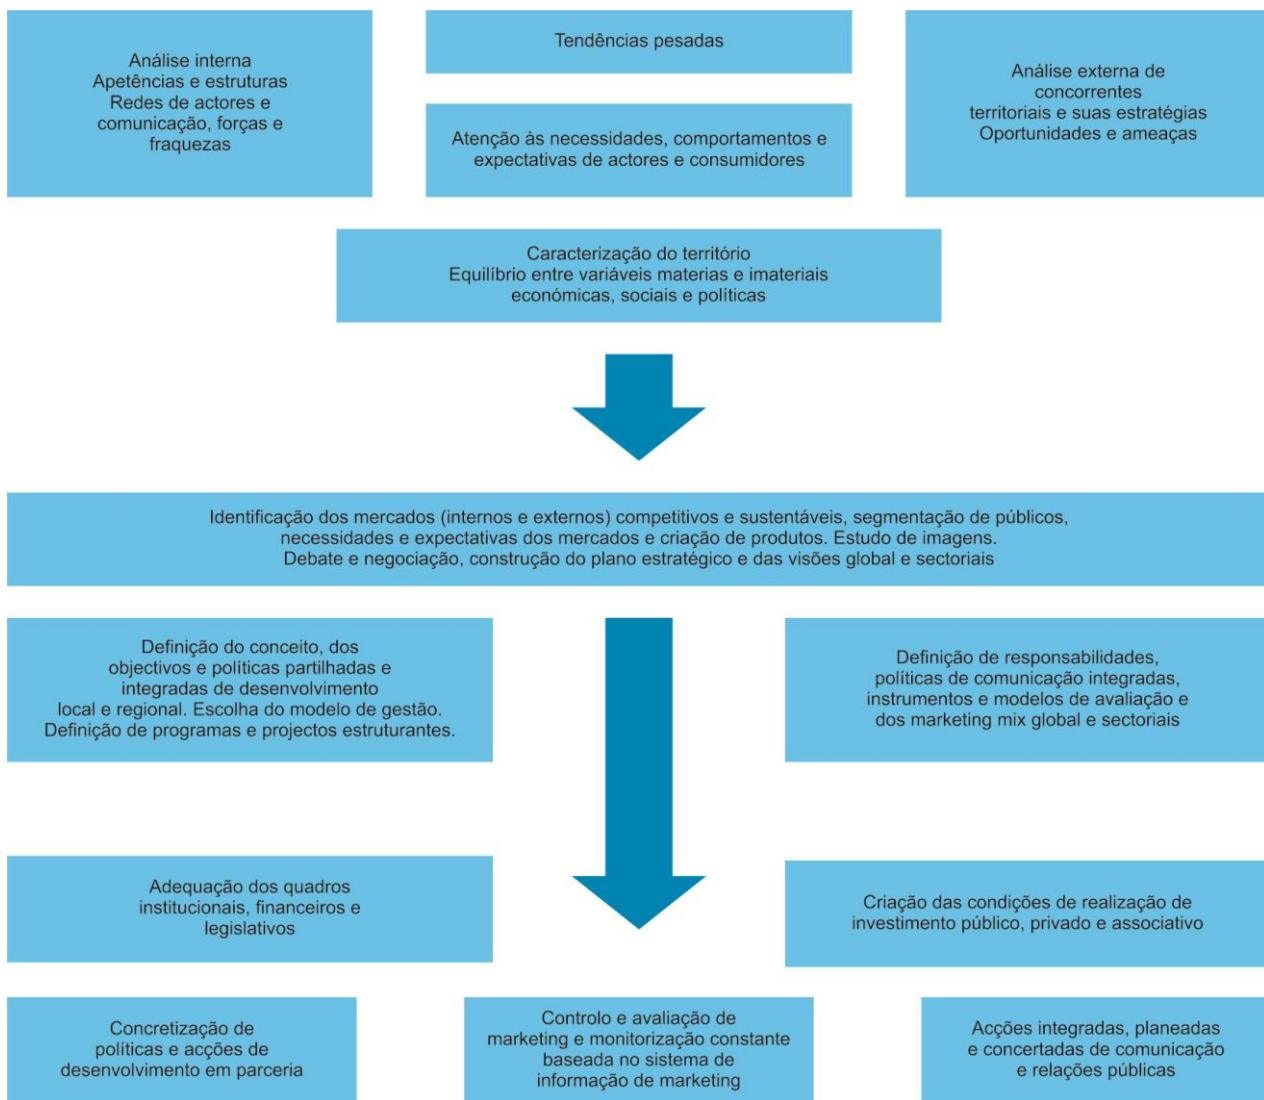 Análise interna
Apetências e estruturas
Redes de actores e
comunicação, forças e
fraquezas
Tendências pesadas
Atenção às necessidades, comportamentos e
expectativas de actores e consumidores
Análise externa de
concorrentes
territoriais e suas estratégias
Oportunidades e ameaças
Caracterização do território
Equilíbrio entre variáveis materias e imateriais
económicas, sociais e políticas
Identificação dos mercados (internos e externos) competitivos e sustentáveis, segmentação de públicos,
necessidades e expectativas dos mercados e criação de produtos. Estudo de imagens.
Debate e negociação, construção do plano estratégico e das visões global e sectoriais
Definição do conceito, dos
objectivos e políticas partilhadas e
integradas de desenvolvimento
local e regional. Escolha do modelo de gestão.
Definição de programas e projectos estruturantes.
Definição de responsabilidades,
políticas de comunicação integradas,
instrumentos e modelos de avaliação e
dos marketing mix global e sectoriais
Adequação dos quadros
institucionais, financeiros e
legislativos
Criação das condições de realização de
investimento público, privado e associativo
Concretização de
políticas e acções de
desenvolvimento em parceria
Controlo e avaliação de
marketing e monitorização constante
baseada no sistema de
informação de marketing
Acções integradas, planeadas
e concertadas de comunicação
e relações públicas